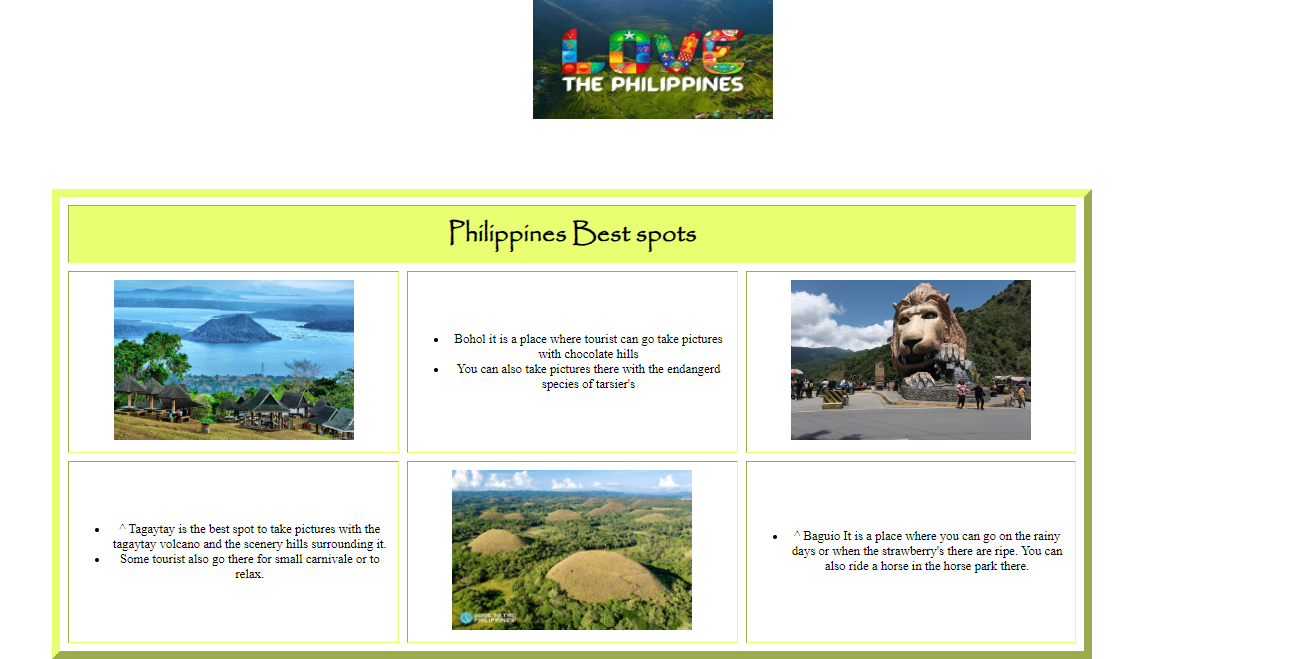 LOVE
THE PHILIPPINES
Philippines Best spots
Bohol it is a place where tourist can go take pictures
with chocolate hills
You can also take pictures there with the endangerd
species of tarsier's
^ Tagaytay is the best spot to take pictures with the
tagaytay volcano and the scenery hills surrounding it.
Some tourist also go there for small carnivale or to
relax.
GUIDE TO THE
PHILIPPINES
^ Baguio It is a place where you can go on the rainy
days or when the strawberry's there are ripe. You can
also ride a horse in the horse park there.